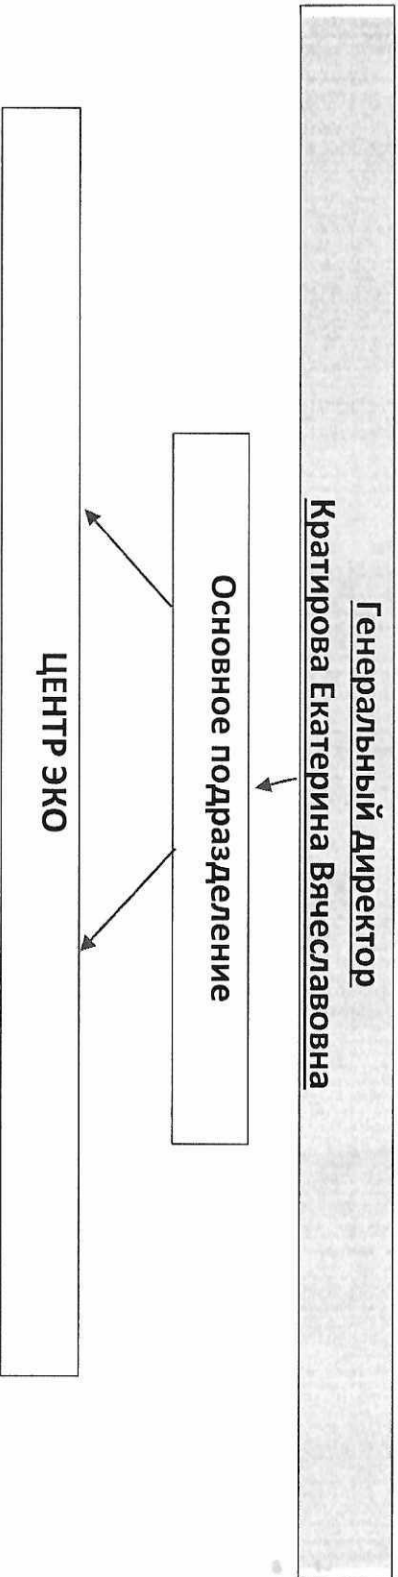 Генеральный директор
Кратирова Екатерина Вячеславовна
Основное подразделение
ЦЕНТР ЭКО